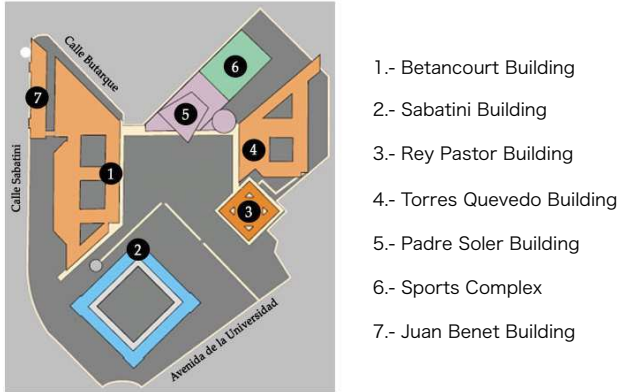 Calle Butarque
6
7
5
4
1
Calle Sabatini
3
2
Avenida de la Universidad
1.- Betancourt Building
2.- Sabatini Building
3.- Rey Pastor Building
4.- Torres Quevedo Building
5.- Padre Soler Building
6.- Sports Complex
7.- Juan Benet Building